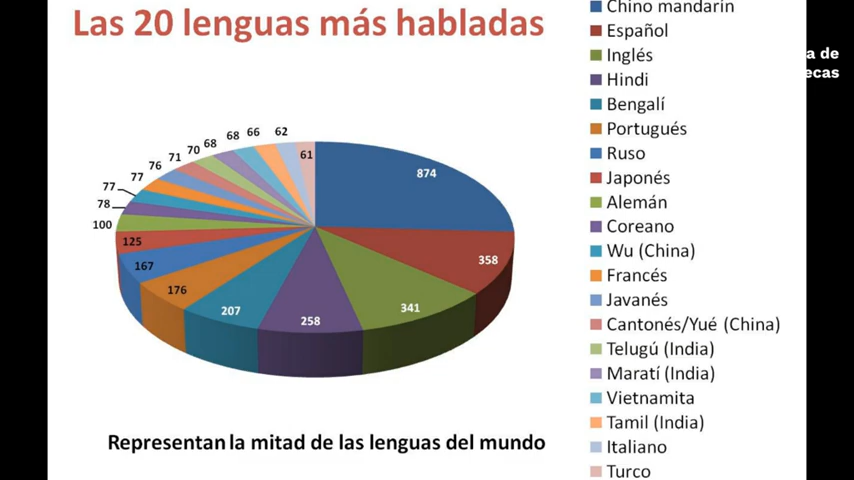 Las 20 lenguas más habladas
874
358
341
258
207
176
167
125
100
78
77
77
76
71
70
68
68
66
62
61
Representan la mitad de las lenguas del mundo
Chino mandarín
Español
Inglés
Hindi
Bengalí
Portugués
Ruso
Japonés
Alemán
Coreano
Wu (China)
Francés
Javanés
Cantonés/Yué (China)
Telugú (India)
Maratí (India)
Vietnamita
Tamil (India)
Italiano
Turco
de